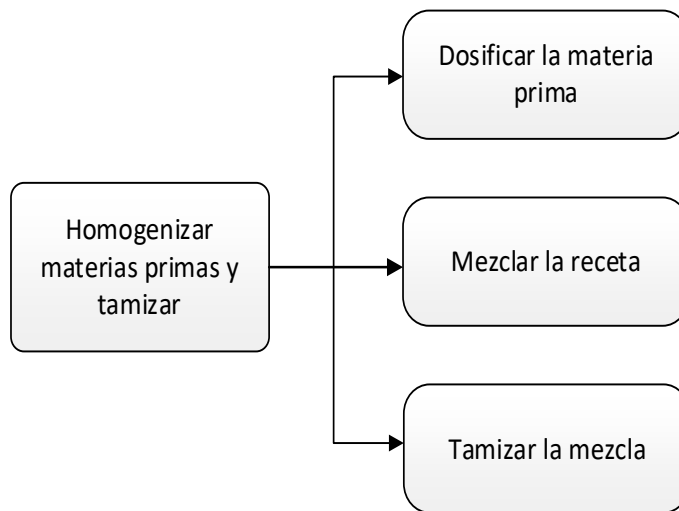 Dosificar la materia
prima
Homogenizar
materias primas y
tamizar
Mezclar la receta
Tamizar la mezcla